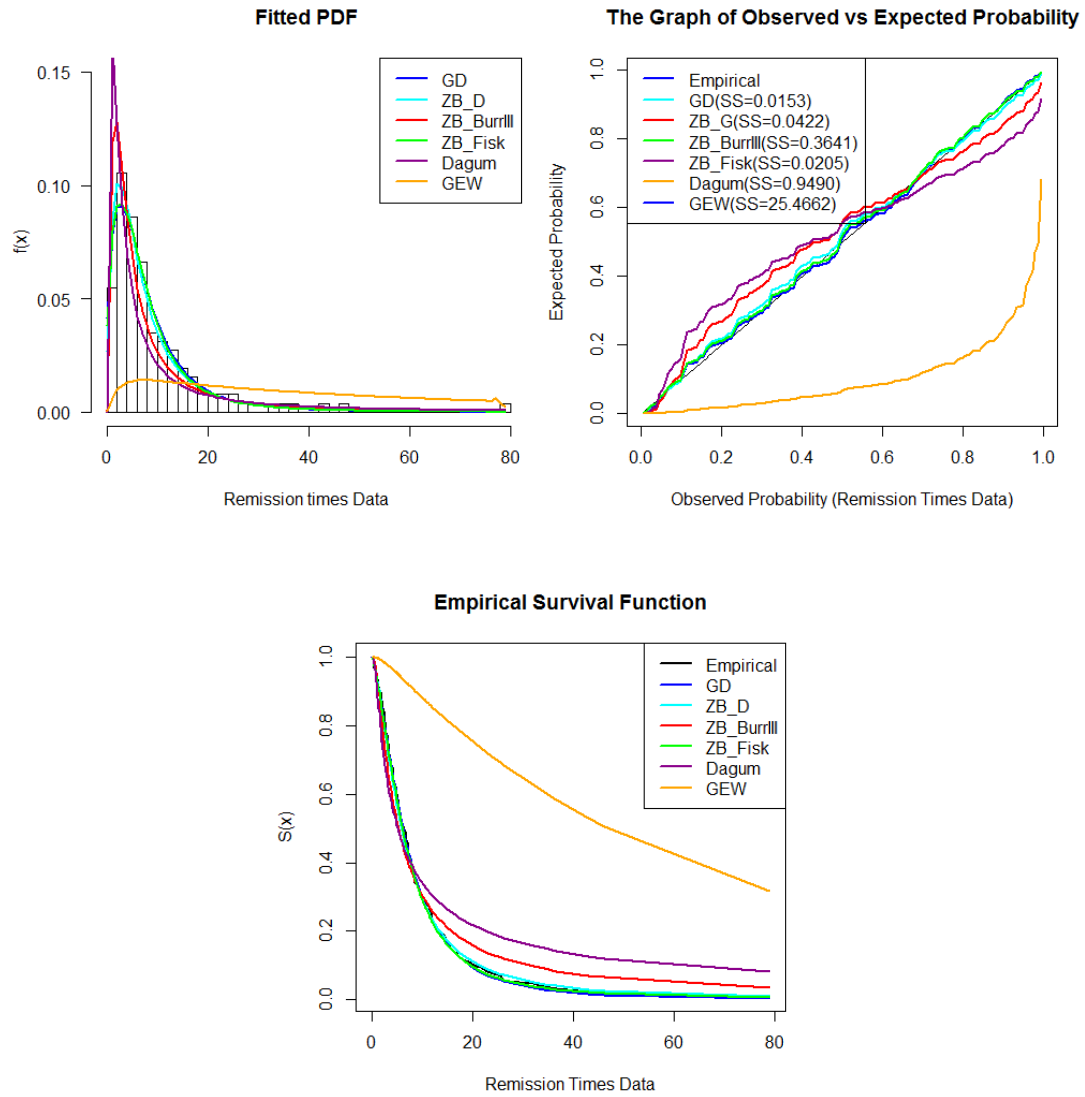 Fitted PDF
f(x)
0.15
0.10
0.05
0.00
0
20
40
60
80
Remission times Data
GD
ZB_D
ZB_BurrIII
ZB_Fisk
Dagum
GEW
The Graph of Observed vs Expected Probability
Expected Probability
1.0
0.8
0.6
0.4
0.2
0.0
0.0
0.2
0.4
0.6
0.8
1.0
Observed Probability (Remission Times Data)
Empirical
GD(SS=0.0153)
ZB_G(SS=0.0422)
ZB_BurrIII(SS=0.3641)
ZB_Fisk(SS=0.0205)
Dagum(SS=0.9490)
GEW(SS=25.4662)
Empirical Survival Function
S(x)
1.0
0.8
0.6
0.4
0.2
0.0
0
20
40
60
80
Remission Times Data
Empirical
GD
ZB_D
ZB_BurrIII
ZB_Fisk
Dagum
GEW